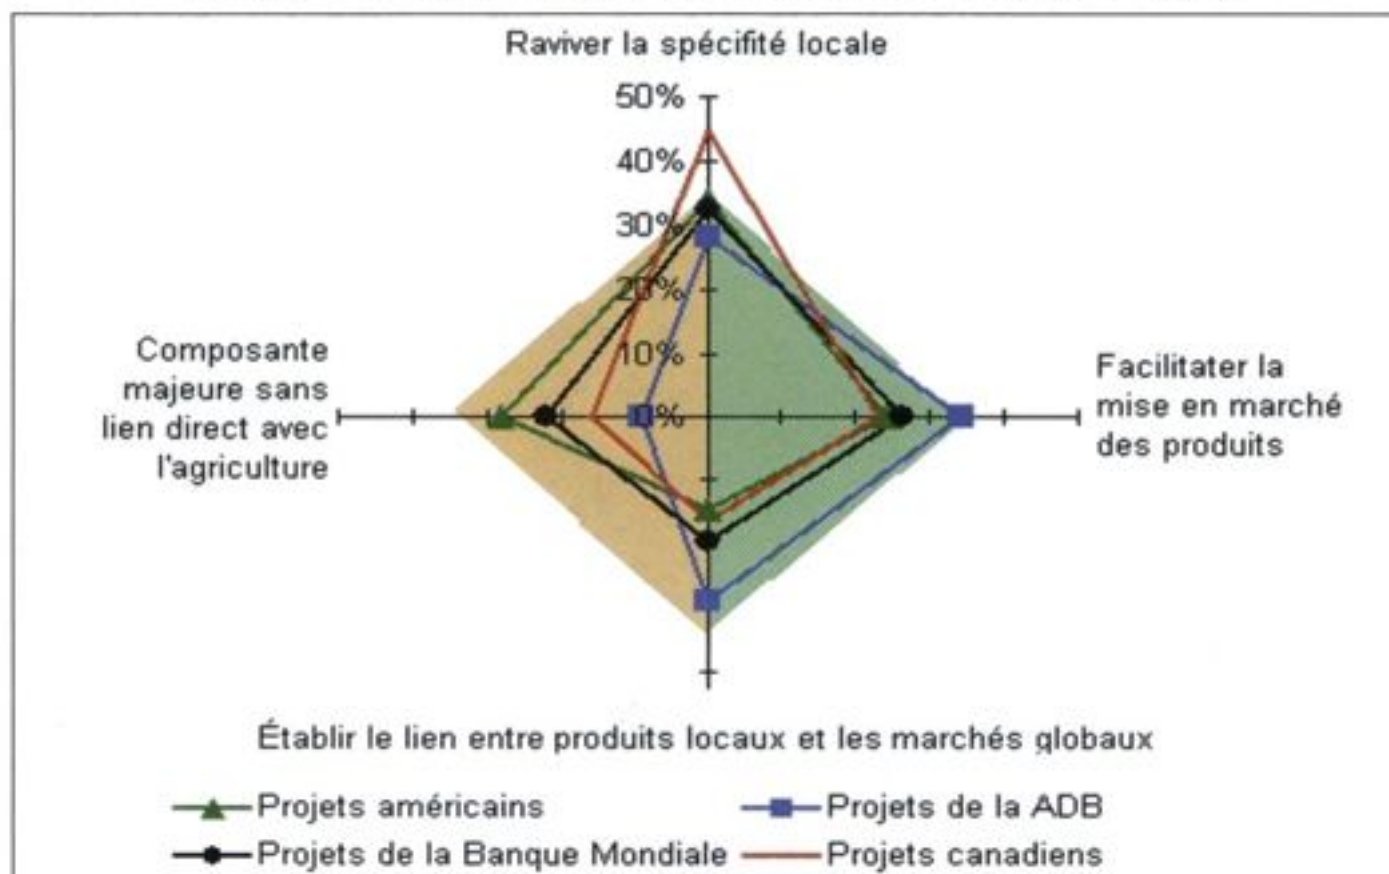 Raviver la spécifité locale
50%
40%
30%
20%
10%
0%
Composante
majeure sans
lien direct avec
l'agriculture
Facilitater la
mise en marché
des produits
Établir le lien entre produits locaux et les marchés globaux
Projets américains
Projets de la ADB
Projets de la Banque Mondiale
Projets canadiens